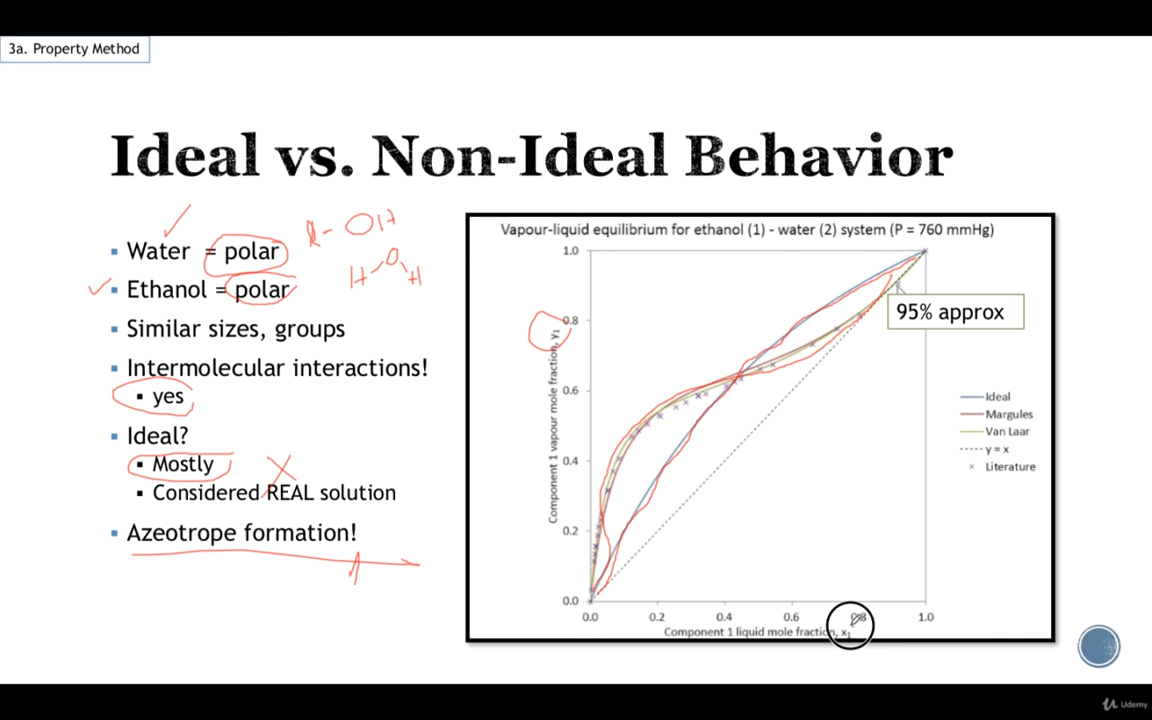 3a. Property Method
Ideal vs. Non-Ideal Behavior
Water = polar
R-OH
H-O-H
Ethanol = polar
Similar sizes, groups
Intermolecular interactions!
yes
Ideal?
Mostly
Considered REAL solution
Azeotrope formation!
Vapour-liquid equilibrium for ethanol (1) - water (2) system (P = 760 mmHg)
Component 1 vapour mole fraction, y1
1.0
0.8
0.6
0.4
0.2
0.0
0.0 0.2 0.4 0.6 0.8 1.0
Component 1 liquid mole fraction, x1
95% approx
Ideal
Margules
Van Laar
y = x
Literature
Udemy